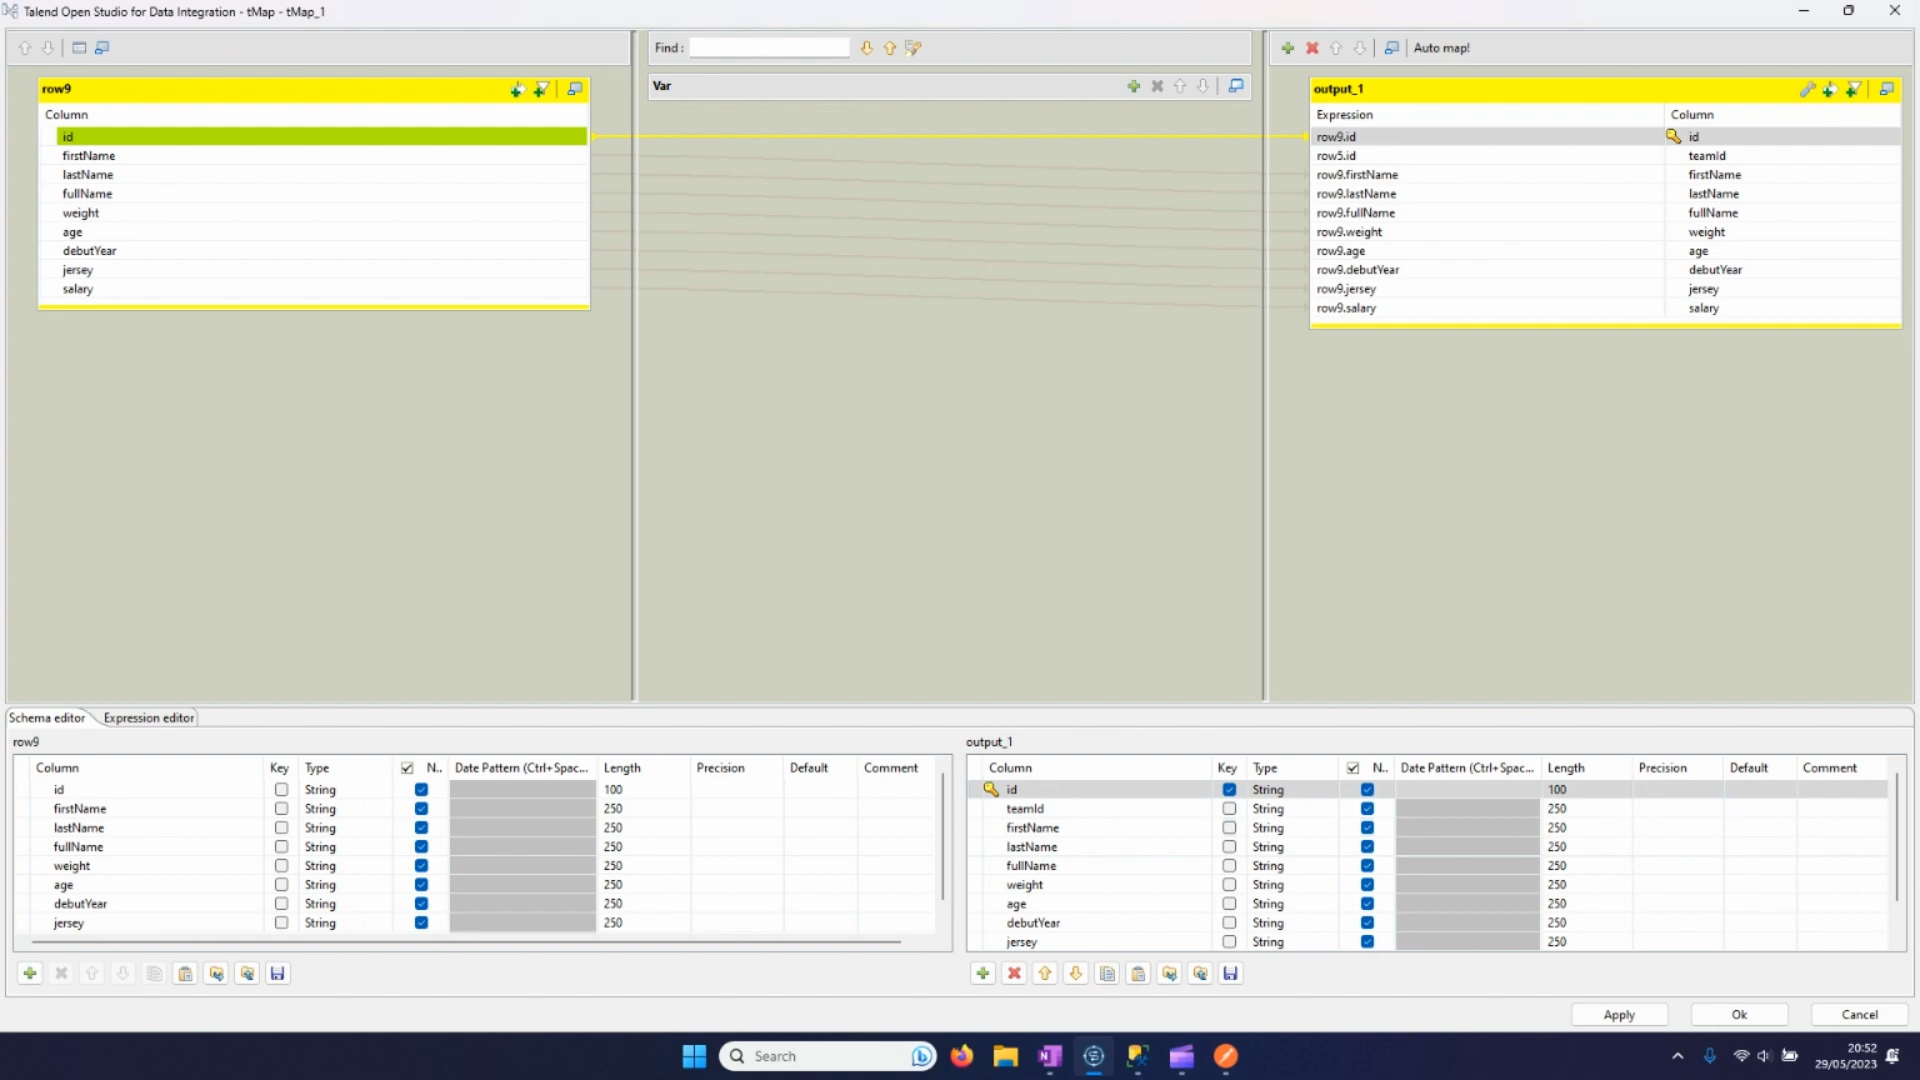 Talend Open Studio for Data Integration - tMap - tMap_1
Find :
Auto map!
row9
Var
output_1
Column
Expression Column
id
row9.id id
firstName
row5.id teamId
lastName
row9.firstName firstName
fullName
row9.lastName lastName
weight
row9.fullName fullName
age
row9.weight weight
debutYear
row9.age age
jersey
row9.debutYear debutYear
salary
row9.jersey jersey
row9.salary salary
Schema editor Expression editor
row9
Column Key Type N.. Date Pattern (Ctrl+Spac... Length Precision Default Comment
id String 100
firstName String 250
lastName String 250
fullName String 250
weight String 250
age String 250
debutYear String 250
jersey String 250
output_1
Column Key Type N.. Date Pattern (Ctrl+Spac... Length Precision Default Comment
id String 100
teamId String 250
firstName String 250
lastName String 250
fullName String 250
weight String 250
age String 250
debutYear String 250
jersey String 250
Apply Ok Cancel
Search
20:52
29/05/2023